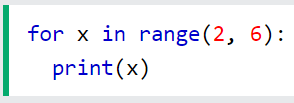 for x in range(2, 6):
  print(x)